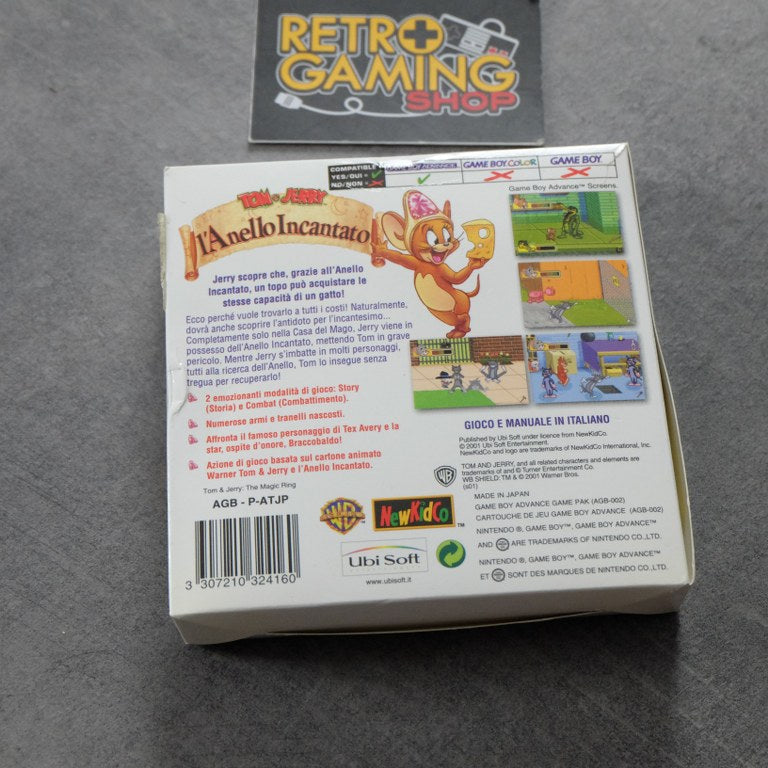 RETRO
GAMING
SHOP
COMPATIBLE
YES/OUI =
NO/NON =
GAME BOY ADVANCE
GAME BOY COLOR
GAME BOY
Game Boy Advance™ Screens.
TOM and JERRY
l'Anello Incantato
Jerry scopre che, grazie all'Anello
Incantato, un topo può acquistare le
stesse capacità di un gatto!
Ecco perché vuole trovarlo a tutti i costi! Naturalmente,
dovrà anche scoprire l'antidoto per l'incantesimo...
Completamente solo nella Casa del Mago, Jerry viene in
possesso dell'Anello Incantato, mettendo Tom in grave
pericolo. Mentre Jerry s'imbatte in molti personaggi,
tutti alla ricerca dell'Anello, Tom lo insegue senza
tregua per recuperarlo!
2 emozionanti modalità di gioco: Story
(Storia) e Combat (Combattimento).
Numerose armi e tranelli nascosti.
Affronta il famoso personaggio di Tex Avery e la
star, ospite d'onore, Braccobaldo!
Azione di gioco basata sul cartone animato
Warner Tom & Jerry e l'Anello Incantato.
Tom & Jerry: The Magic Ring
AGB - P-ATJP
3 307210 324160
GIOCO E MANUALE IN ITALIANO
Published by Ubi Soft under licence from NewKidCo.
© 2001 Ubi Soft Entertainment.
NewKidCo and logo are trademarks of NewKidCo International, Inc.
TOM AND JERRY, and all related characters and elements are
trademarks of and © Turner Entertainment Co.
WB SHIELD: TM & © 2001 Warner Bros.
(s01)
WB
NewKidCo™
Ubi Soft
www.ubisoft.it
MADE IN JAPAN
GAME BOY ADVANCE GAME PAK (AGB-002)
CARTOUCHE DE JEU GAME BOY ADVANCE (AGB-002)
NINTENDO ®, GAME BOY™, GAME BOY ADVANCE™
AND ARE TRADEMARKS OF NINTENDO CO.,LTD.
NINTENDO ®, GAME BOY™, GAME BOY ADVANCE™
ET SONT DES MARQUES DE NINTENDO CO.,LTD.